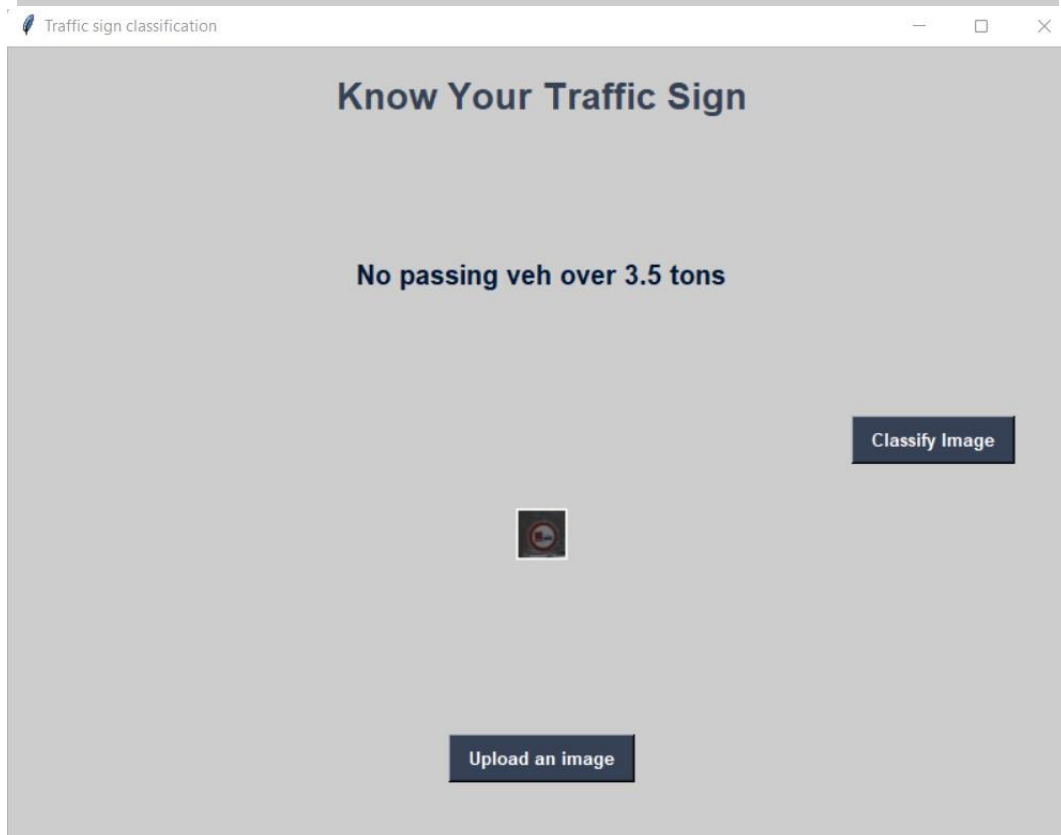 Traffic sign classification
Know Your Traffic Sign
No passing veh over 3.5 tons
Classify Image
Upload an image